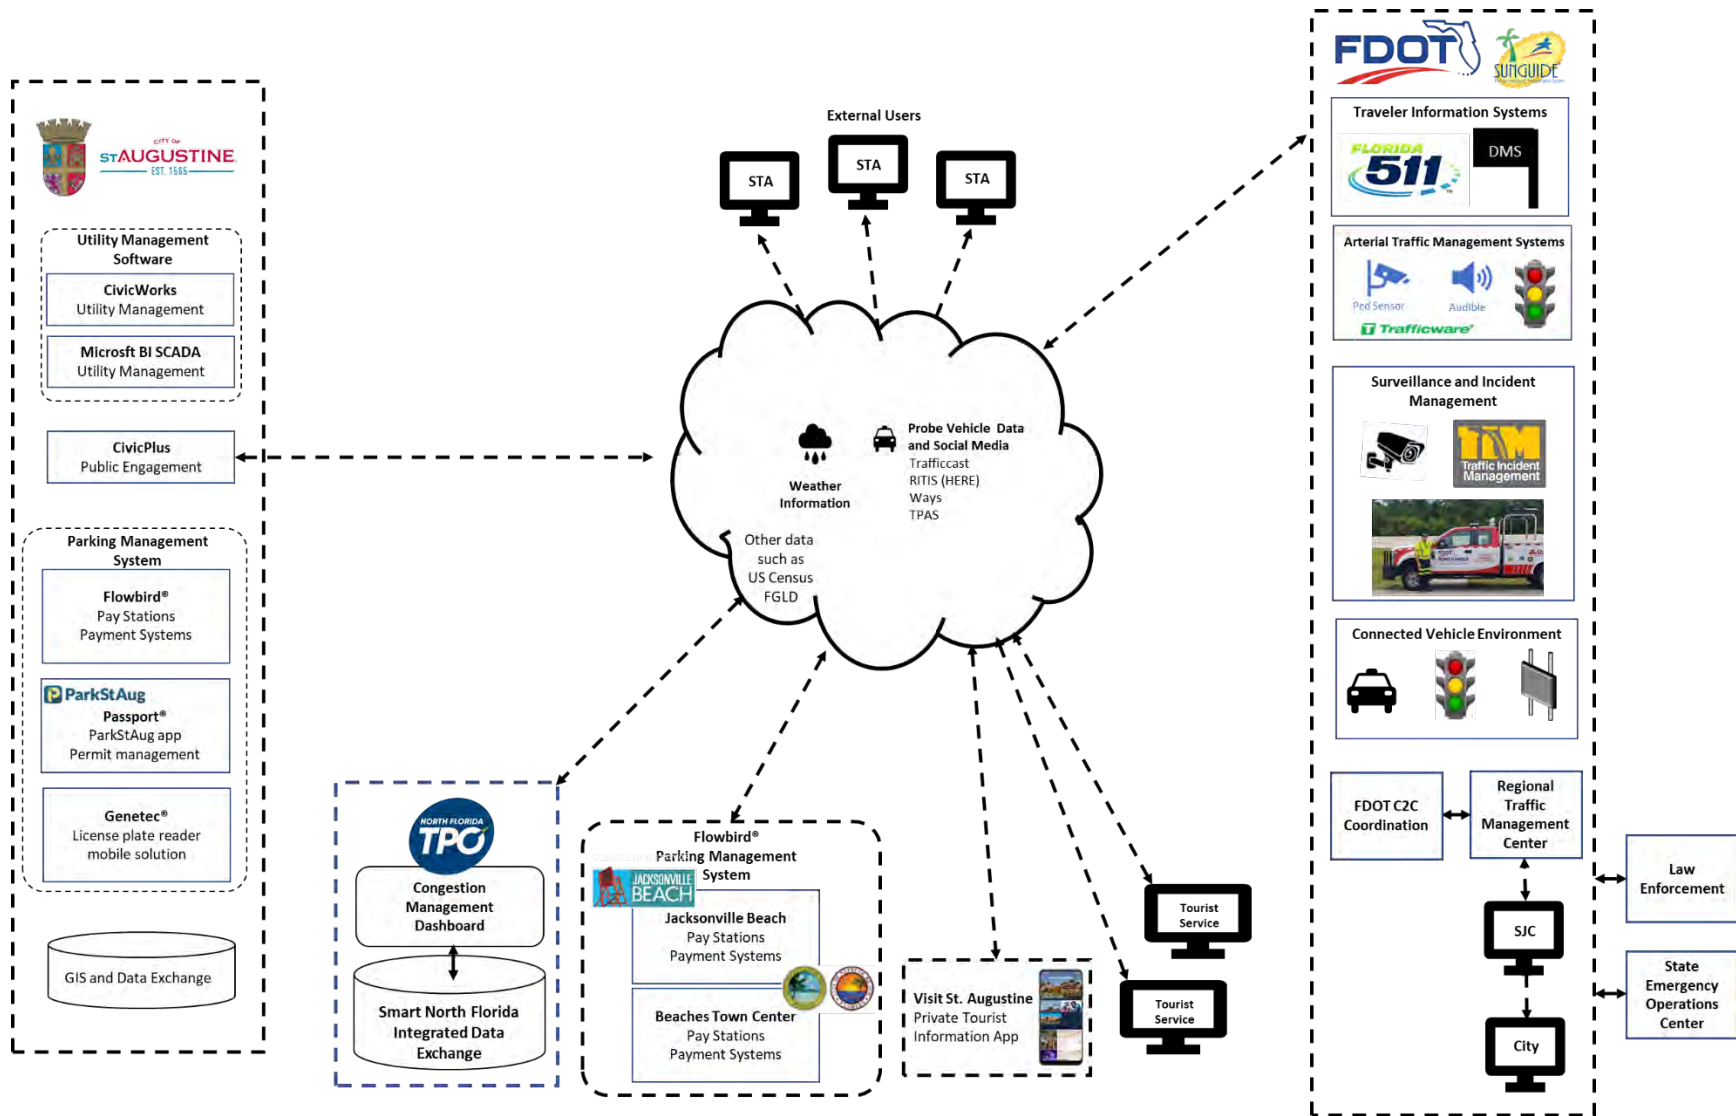 CITY OF
STAUGUSTINE.
EST. 1565
Utility Management
Software
CivicWorks
Utility Management
Microsft BI SCADA
Utility Management
CivicPlus
Public Engagement
Parking Management
System
Flowbird®
Pay Stations
Payment Systems
ParkStAug
Passport®
ParkStAug app
Permit management
Genetec®
License plate reader
mobile solution
GIS and Data Exchange
External Users
STA
STA
STA
Weather
Information
Probe Vehicle Data
and Social Media
Trafficcast
RITIS (HERE)
Ways
TPAS
Other data
such as
US Census
FGLD
NORTH FLORIDA
TPO
Congestion
Management
Dashboard
Smart North Florida
Integrated Data
Exchange
Flowbird®
Parking Management
System
JACKSONVILLE
BEACH
Jacksonville Beach
Pay Stations
Payment Systems
Beaches Town Center
Pay Stations
Payment Systems
Visit St. Augustine
Private Tourist
Information App
Tourist
Service
Tourist
Service
FDOT
SUNGUIDE
Traveler Information Systems
FLORIDA
511
DMS
Arterial Traffic Management Systems
Ped Sensor
Audible
Trafficware
Surveillance and Incident
Management
TIM
Traffic Incident
Management
Connected Vehicle Environment
FDOT C2C
Coordination
Regional
Traffic
Management
Center
SJC
City
Law
Enforcement
State
Emergency
Operations
Center